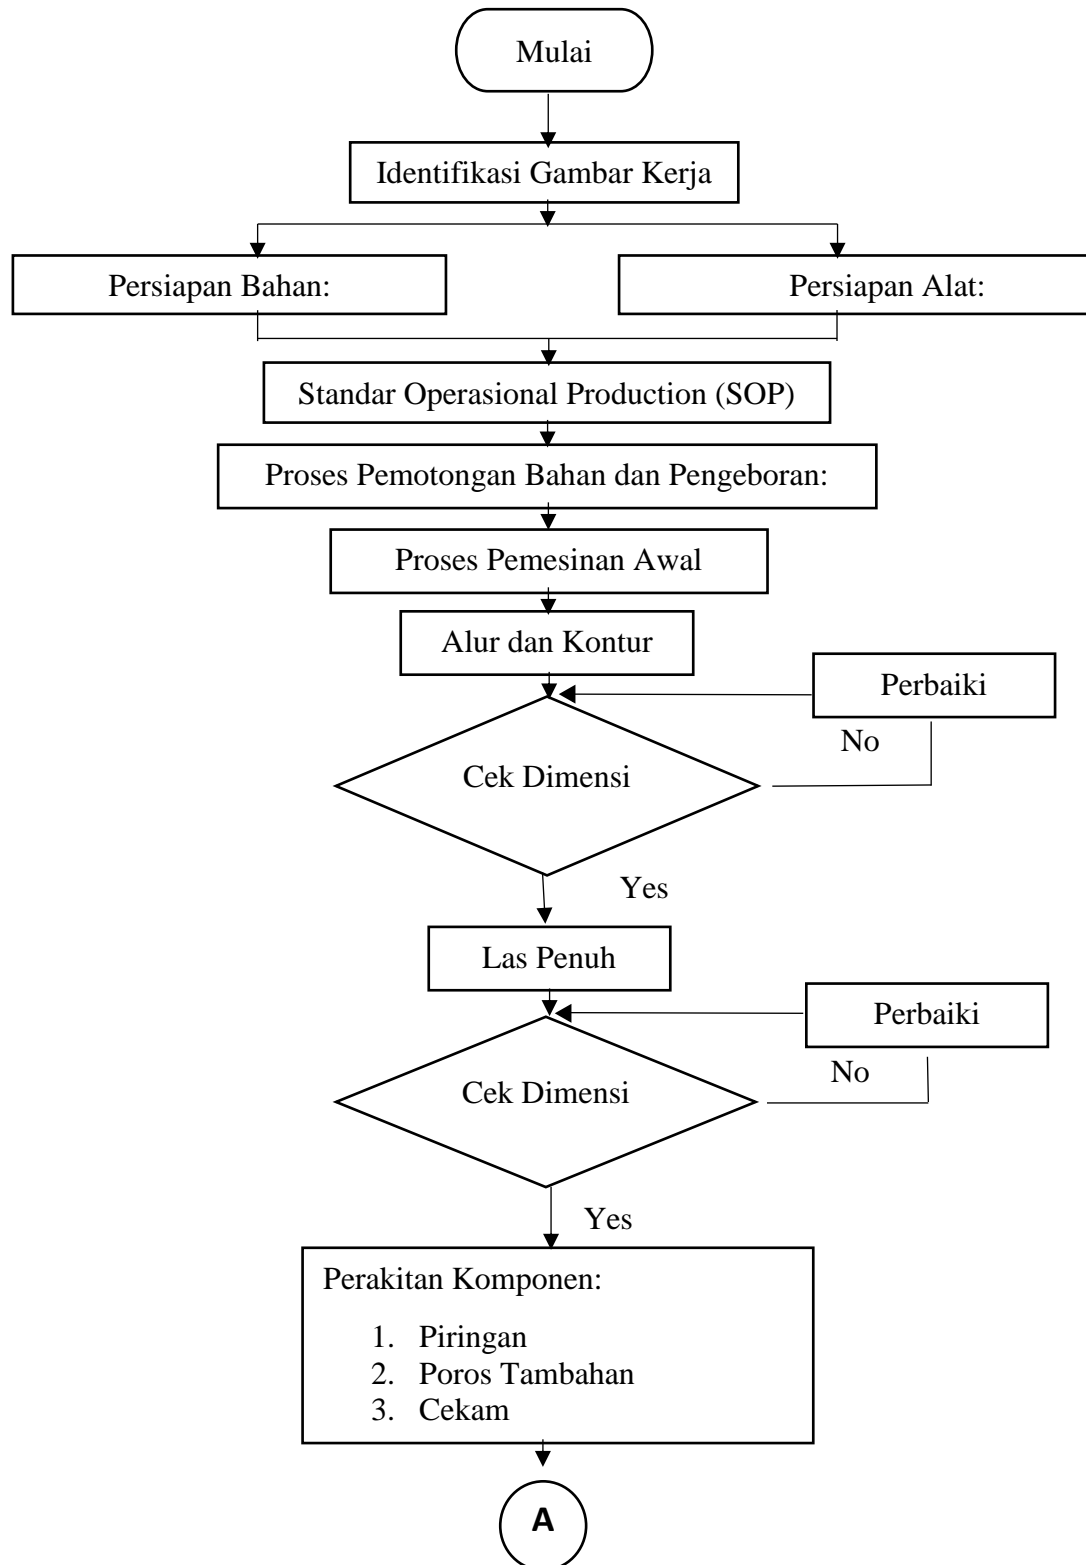 Mulai
Identifikasi Gambar Kerja
Persiapan Bahan:
Persiapan Alat:
Standar Operasional Production (SOP)
Proses Pemotongan Bahan dan Pengeboran:
Proses Pemesinan Awal
Alur dan Kontur
Perbaiki
No
Cek Dimensi
Yes
Las Penuh
Perbaiki
No
Cek Dimensi
Yes
Perakitan Komponen:
1. Piringan
2. Poros Tambahan
3. Cekam
A